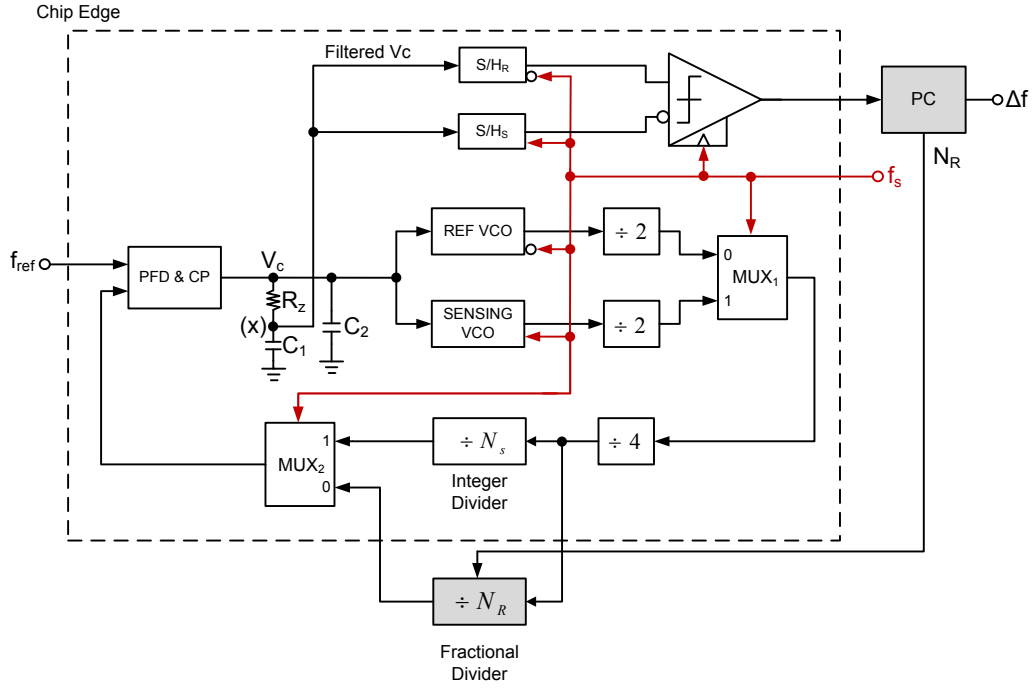 Chip Edge
Filtered Vc
S/H_R
S/H_S
PC
Δf
N_R
f_s
REF VCO
÷ 2
0
MUX_1
1
SENSING
VCO
÷ 2
f_ref
PFD & CP
V_c
R_z
(x)
C_1
C_2
MUX_2
1
0
÷ N_s
÷ 4
Integer
Divider
÷ N_R
Fractional
Divider